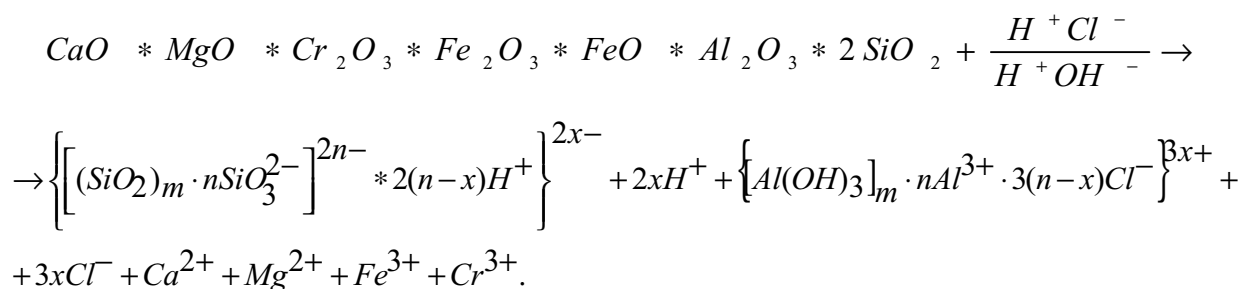 CaO * MgO * Cr₂O₃ * Fe₂O₃ * FeO * Al₂O₃ * 2SiO₂ + \frac{H⁺Cl⁻}{H⁺OH⁻} →
→ {[(SiO₂)ₘ · nSiO₃²⁻]²ⁿ⁻ * 2(n−x)H⁺}²ˣ⁻ + 2xH⁺ + {[Al(OH)₃]ₘ · nAl³⁺ · 3(n−x)Cl⁻}³ˣ⁺ +
+3xCl⁻ + Ca²⁺ + Mg²⁺ + Fe³⁺ + Cr³⁺.